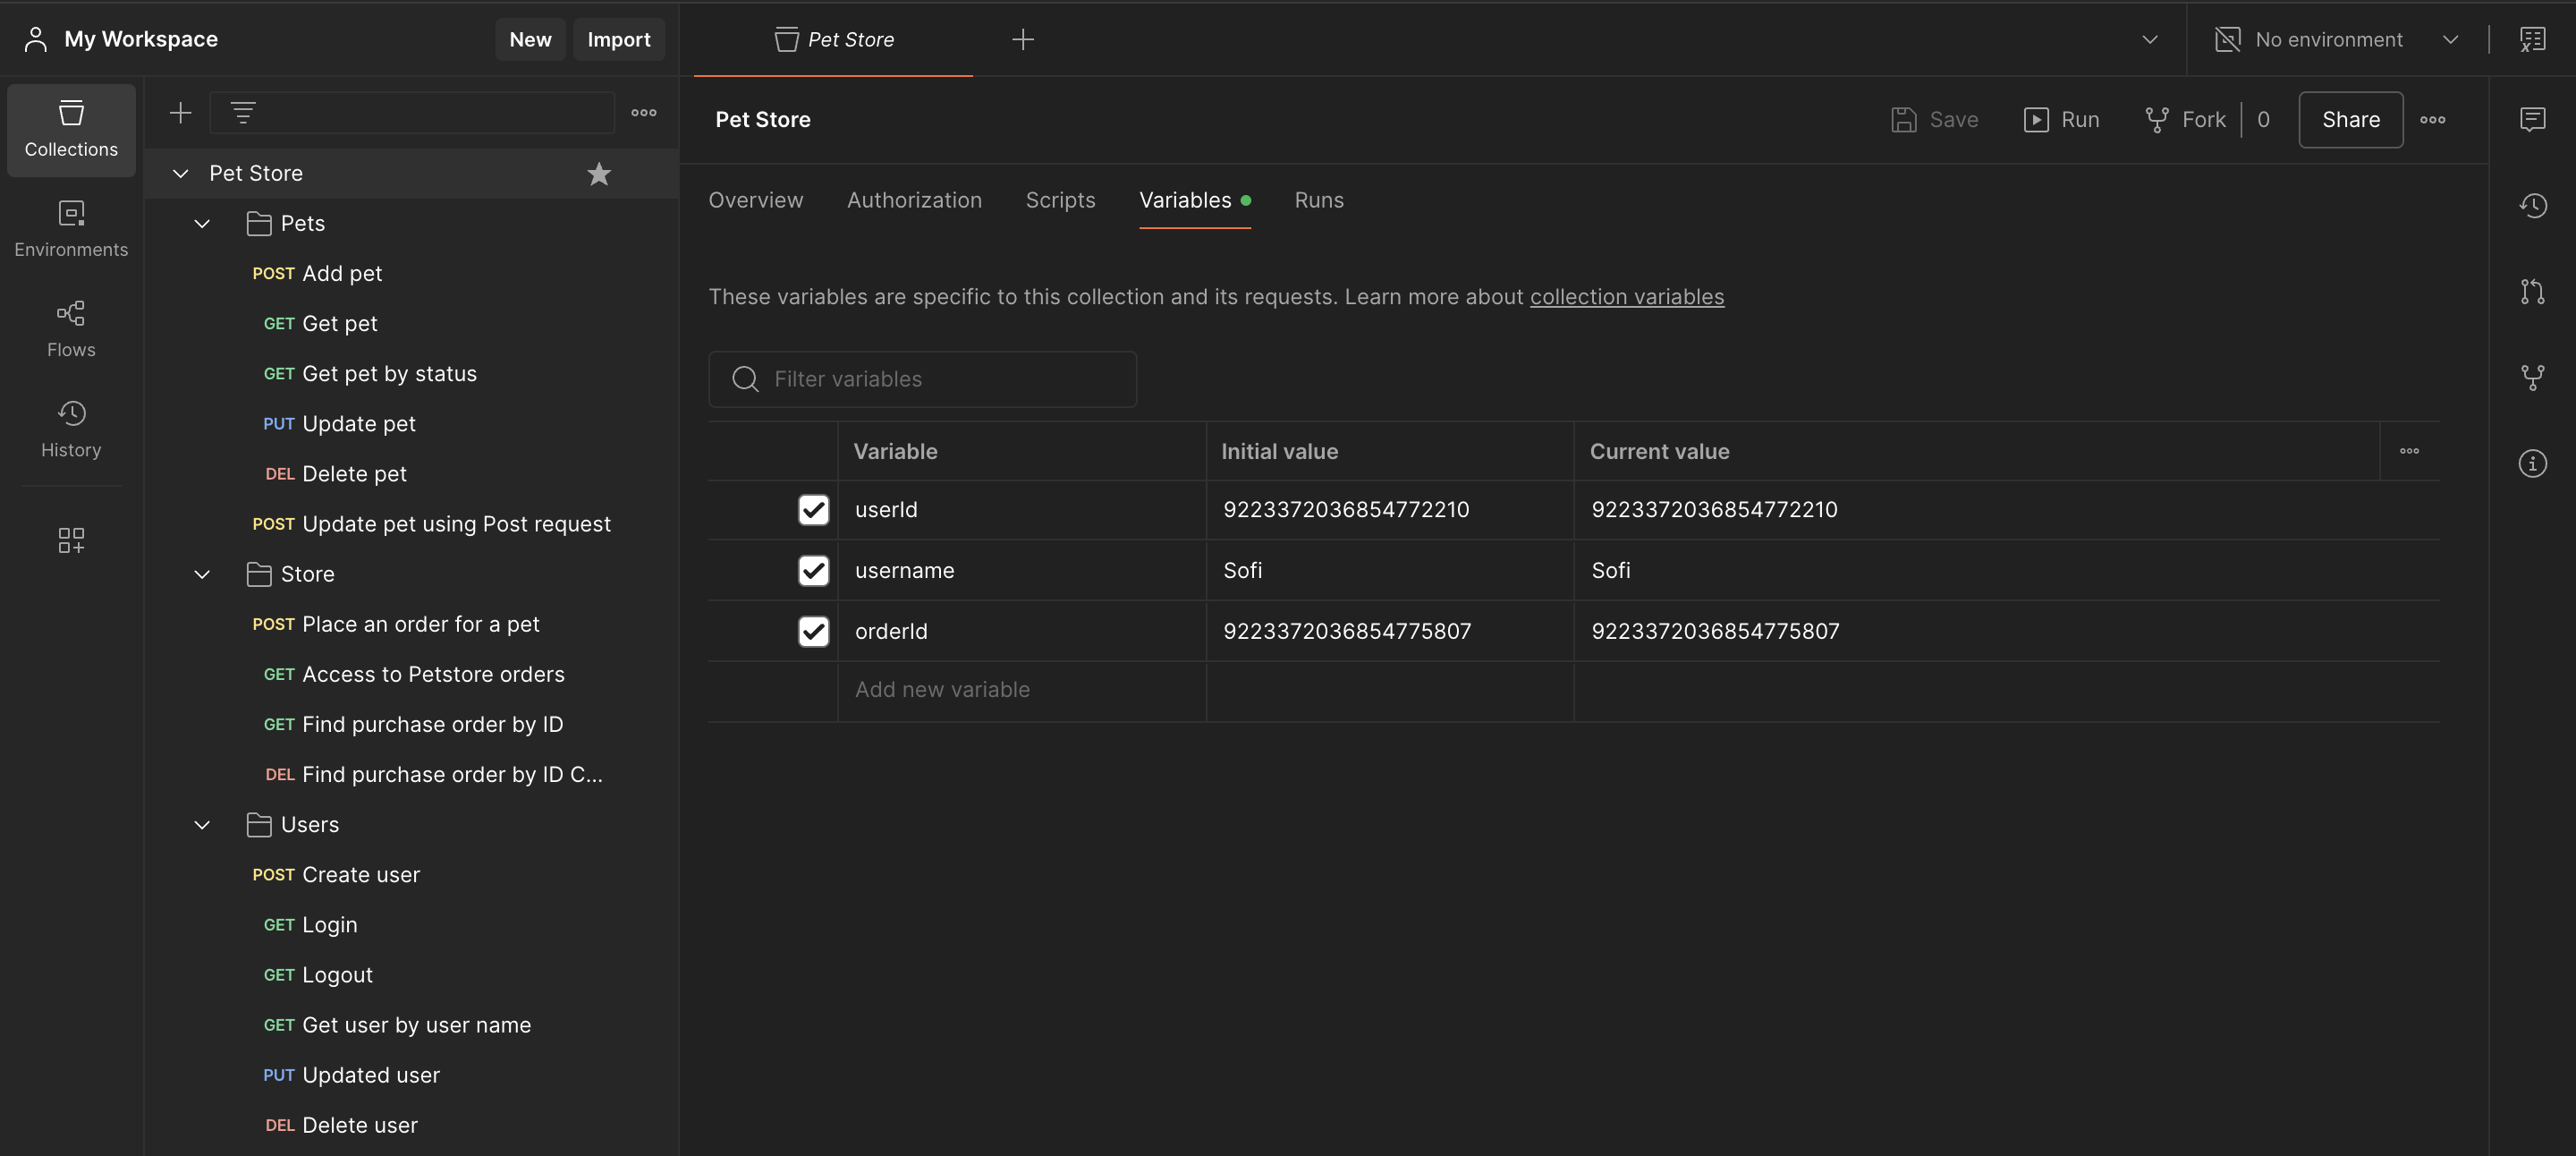 My Workspace
New
Import
Pet Store
No environment
Collections
Environments
Flows
History
Pet Store
Pets
POST Add pet
GET Get pet
GET Get pet by status
PUT Update pet
DEL Delete pet
POST Update pet using Post request
Store
POST Place an order for a pet
GET Access to Petstore orders
GET Find purchase order by ID
DEL Find purchase order by ID C...
Users
POST Create user
GET Login
GET Logout
GET Get user by user name
PUT Updated user
DEL Delete user
Pet Store
Save
Run
Fork
0
Share
Overview
Authorization
Scripts
Variables
Runs
These variables are specific to this collection and its requests. Learn more about collection variables
Filter variables
Variable Initial value Current value
userId 9223372036854772210 9223372036854772210
username Sofi Sofi
orderId 9223372036854775807 9223372036854775807
Add new variable